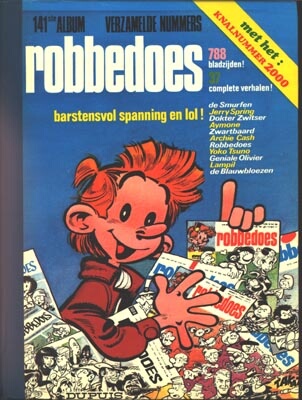 141ste ALBUM VERZAMELDE NUMMERS
robbedoes
met het :
KNALNUMMER 2000
788
bladzijden!
37
complete verhalen!
barstensvol spanning en lol !
de Smurfen
Jerry Spring
Dokter Zwitser
Aymone
Zwartbaard
Archie Cash
Robbedoes
Yoko Tsuno
Geniale Olivier
Lampil
de Blauwbloezen
robbedoes
robbedoes
DUPUIS